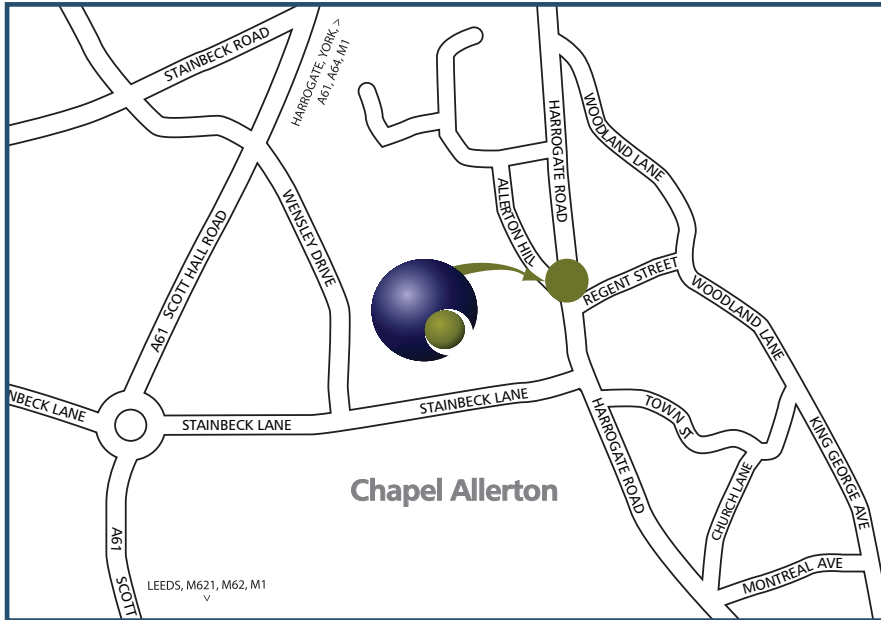 STAINBECK ROAD
HARROGATE, YORK, >
A61, A64, M1
HARROGATE ROAD
WOODLAND LANE
WENSLEY DRIVE
ALLERTON HILL
A61 SCOTT HALL ROAD
REGENT STREET
WOODLAND LANE
NBECK LANE
STAINBECK LANE
STAINBECK LANE
TOWN ST
HARROGATE ROAD
KING GEORGE AVE
Chapel Allerton
CHURCH LANE
A61 SCOTT
MONTREAL AVE
LEEDS, M621, M62, M1
>